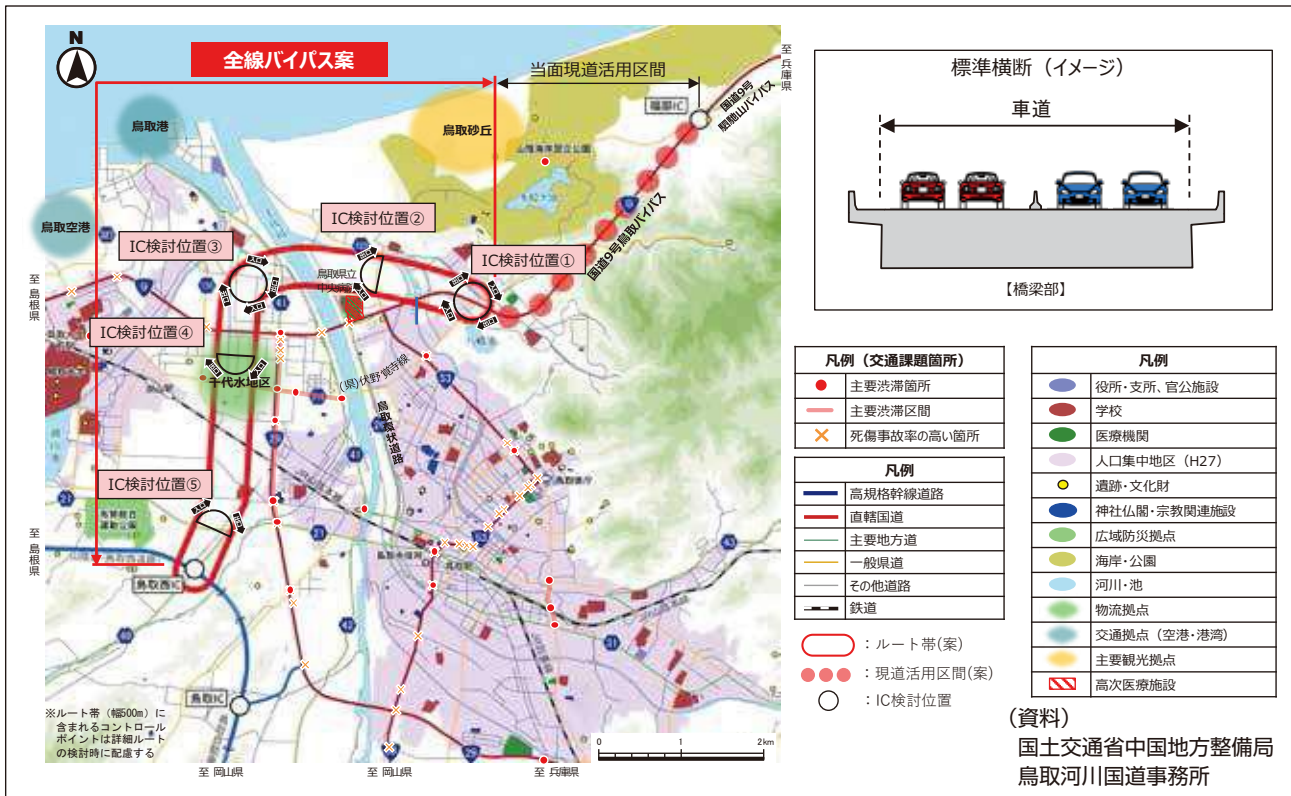 N
全線バイパス案
当面現道活用区間
至 兵庫県
国道9号
駟馳山バイパス
福部IC
鳥取港
鳥取砂丘
山陰海岸国立公園
鳥取空港
IC検討位置②
IC検討位置③
IC検討位置①
国道9号鳥取バイパス
鳥取県立
中央病院
至 島根県
IC検討位置④
千代水地区
(県)伏野覚寺線
鳥取環状道路
IC検討位置⑤
鳥取県庁
至 島根県
鳥取西IC
鳥取IC
※ルート帯（幅500m）に
含まれるコントロール
ポイントは詳細ルート
の検討時に配慮する
0 1 2km
至 岡山県
至 岡山県
至 兵庫県
標準横断（イメージ）
車道
【橋梁部】
凡例（交通課題箇所）
主要渋滞箇所
主要渋滞区間
死傷事故率の高い箇所
凡例
高規格幹線道路
直轄国道
主要地方道
一般県道
その他道路
鉄道
：ルート帯(案)
：現道活用区間(案)
：IC検討位置
凡例
役所・支所、官公施設
学校
医療機関
人口集中地区（H27）
遺跡・文化財
神社仏閣・宗教関連施設
広域防災拠点
海岸・公園
河川・池
物流拠点
交通拠点（空港・港湾）
主要観光拠点
高次医療施設
（資料）
国土交通省中国地方整備局
鳥取河川国道事務所